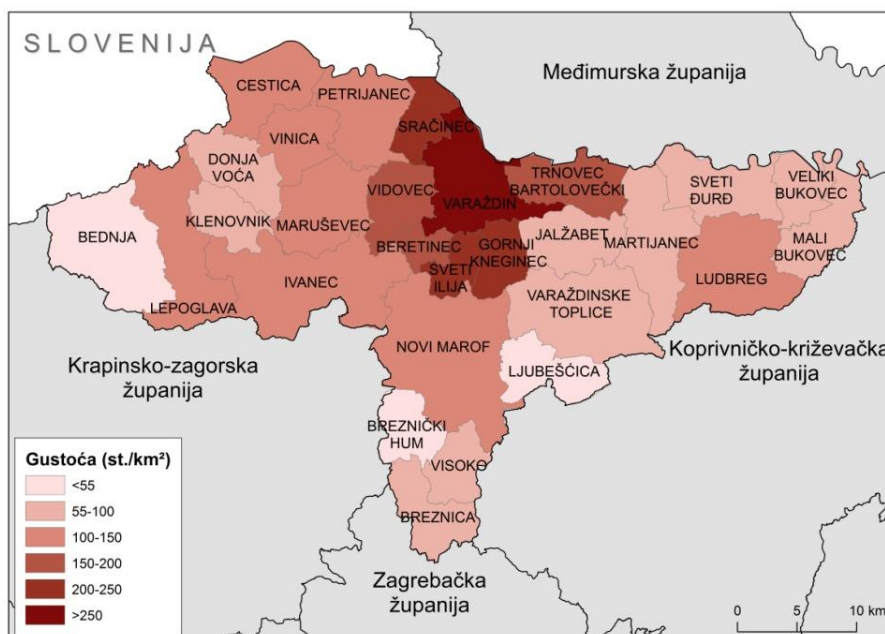 SLOVENIJA
Međimurska županija
CESTICA
PETRIJANEC
SRAČINEC
VINICA
DONJA
VOĆA
VIDOVEC
TRNOVEC
BARTOLOVEČKI
SVETI
ĐURĐ
VELIKI
BUKOVEC
KLENOVNIK
MARUŠEVEC
VARAŽDIN
BEDNJA
BERETINEC
GORNJI
KNEGINEC
JALŽABET
MARTIJANEC
MALI
BUKOVEC
SVETI
ILIJA
IVANEC
LUDBREG
LEPOGLAVA
VARAŽDINSKE
TOPLICE
NOVI MAROF
Krapinsko-zagorska
županija
LJUBEŠĆICA
Koprivničko-križevačka
županija
BREZNIČKI
HUM
VISOKO
BREZNICA
Zagrebačka
županija
Gustoća (st./km²)
<55
55-100
100-150
150-200
200-250
>250
0 5 10 km